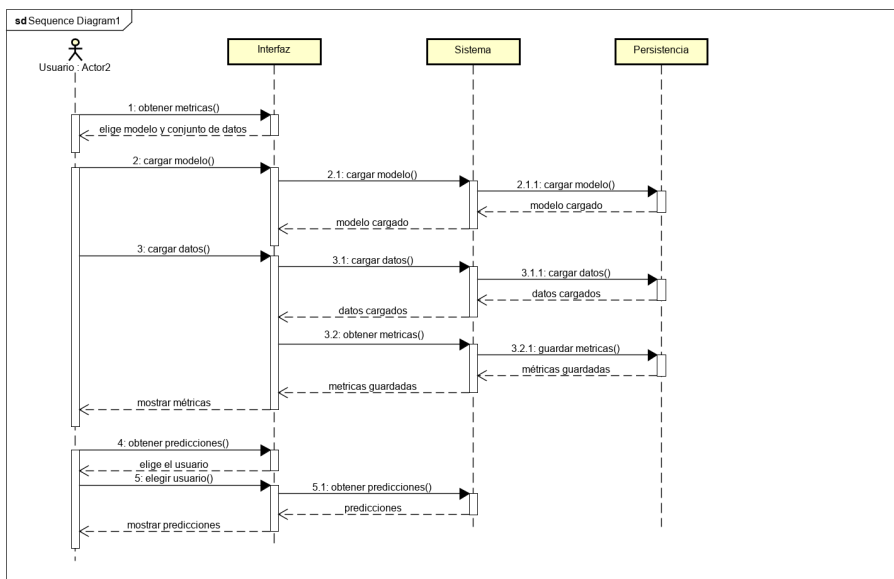 sd Sequence Diagram1
Usuario : Actor2
Interfaz
Sistema
Persistencia
1: obtener metricas()
elige modelo y conjunto de datos
2: cargar modelo()
2.1: cargar modelo()
2.1.1: cargar modelo()
modelo cargado
modelo cargado
3: cargar datos()
3.1: cargar datos()
3.1.1: cargar datos()
datos cargados
datos cargados
3.2: obtener metricas()
3.2.1: guardar metricas()
métricas guardadas
metricas guardadas
mostrar métricas
4: obtener predicciones()
elige el usuario
5: elegir usuario()
5.1: obtener predicciones()
predicciones
mostrar predicciones